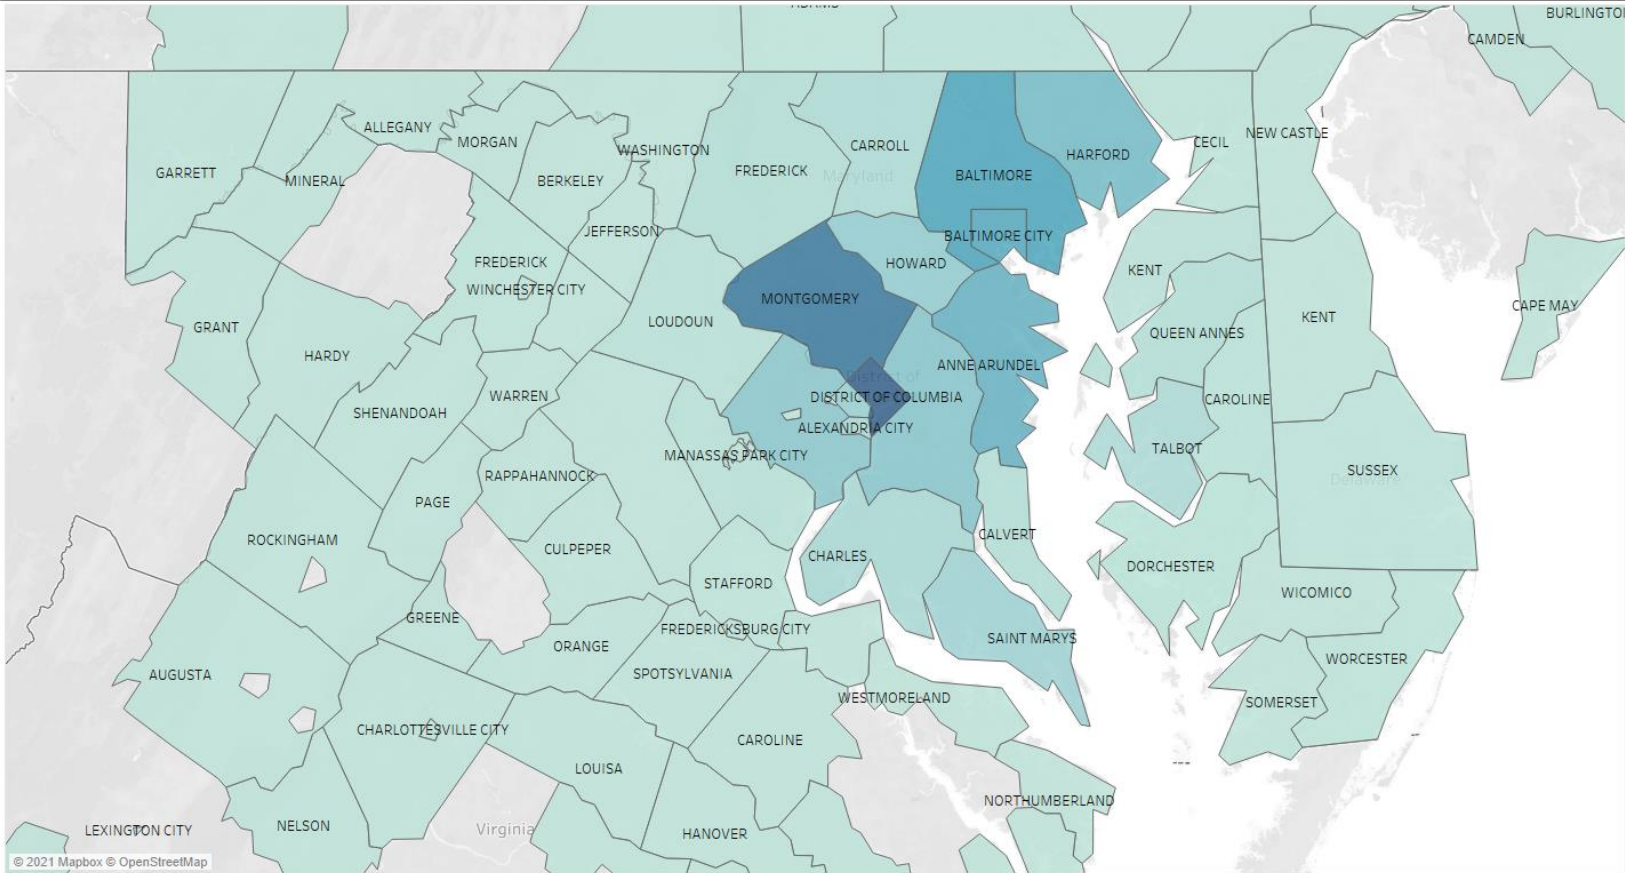 ADAMS
BURLINGTO
CAMDEN
NEW CASTLE
ALLEGANY
MORGAN
WASHINGTON
CARROLL
HARFORD
CECIL
GARRETT
MINERAL
BERKELEY
FREDERICK
Maryland
BALTIMORE
JEFFERSON
BALTIMORE CITY
FREDERICK
HOWARD
KENT
WINCHESTER CITY
MONTGOMERY
CAPE MAY
GRANT
LOUDOUN
QUEEN ANNES
KENT
HARDY
ANNE ARUNDEL
District of
WARREN
DISTRICT OF COLUMBIA
CAROLINE
SHENANDOAH
ALEXANDRIA CITY
TALBOT
MANASSAS PARK CITY
SUSSEX
RAPPAHANNOCK
Delaware
PAGE
ROCKINGHAM
CULPEPER
CHARLES
CALVERT
DORCHESTER
STAFFORD
WICOMICO
GREENE
FREDERICKSBURG CITY
SAINT MARYS
ORANGE
WORCESTER
AUGUSTA
SPOTSYLVANIA
WESTMORELAND
SOMERSET
CHARLOTTESVILLE CITY
CAROLINE
LOUISA
NORTHUMBERLAND
LEXINGTON CITY
NELSON
Virginia
HANOVER
© 2021 Mapbox © OpenStreetMap